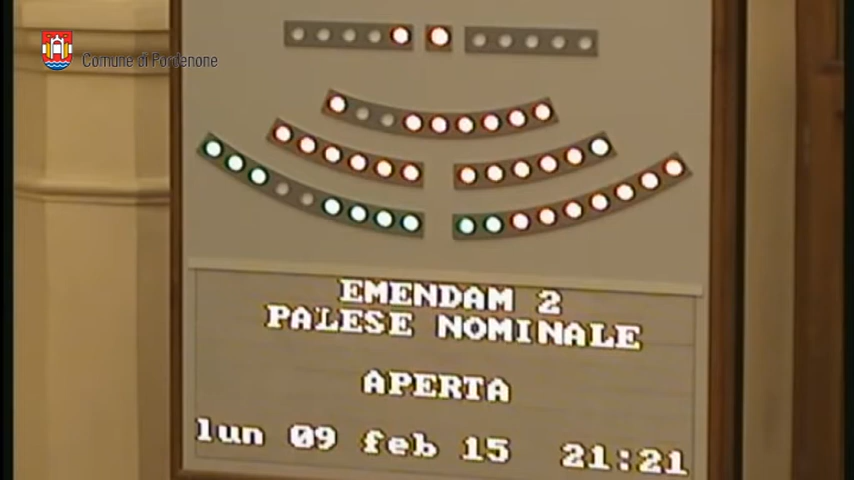 Comune di Pordenone
EMENDAM 2
PALESE NOMINALE
APERTA
lun 09 feb 15 21:21